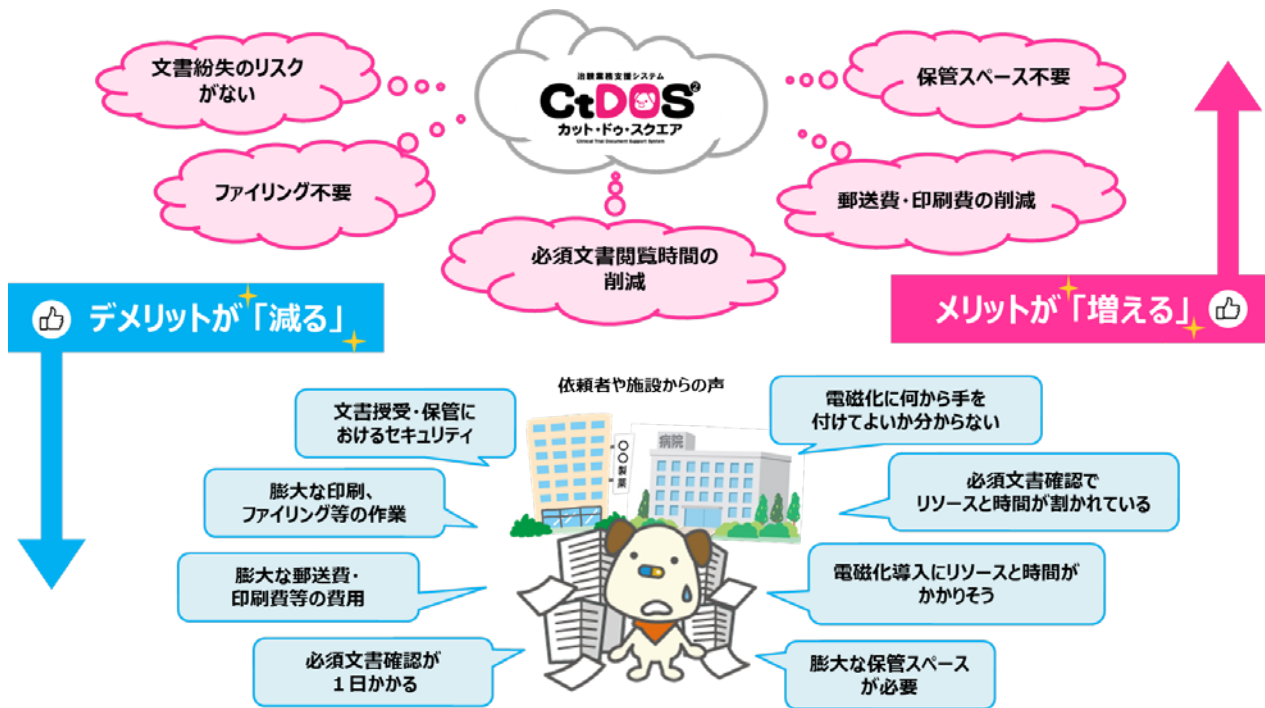 文書紛失のリスク
がない
ファイリング不要
治験業務支援システム
CtDOS²
カット・ドゥ・スクエア
Clinical Trial Document Support System
必須文書閲覧時間の
削減
保管スペース不要
郵送費・印刷費の削減
デメリットが「減る」
メリットが「増える」
依頼者や施設からの声
文書授受・保管に
おけるセキュリティ
膨大な印刷、
ファイリング等の作業
膨大な郵送費・
印刷費等の費用
必須文書確認が
１日かかる
〇〇製薬
病院
電磁化に何から手を
付けてよいか分からない
必須文書確認で
リソースと時間が割かれている
電磁化導入にリソースと時間が
かかりそう
膨大な保管スペース
が必要